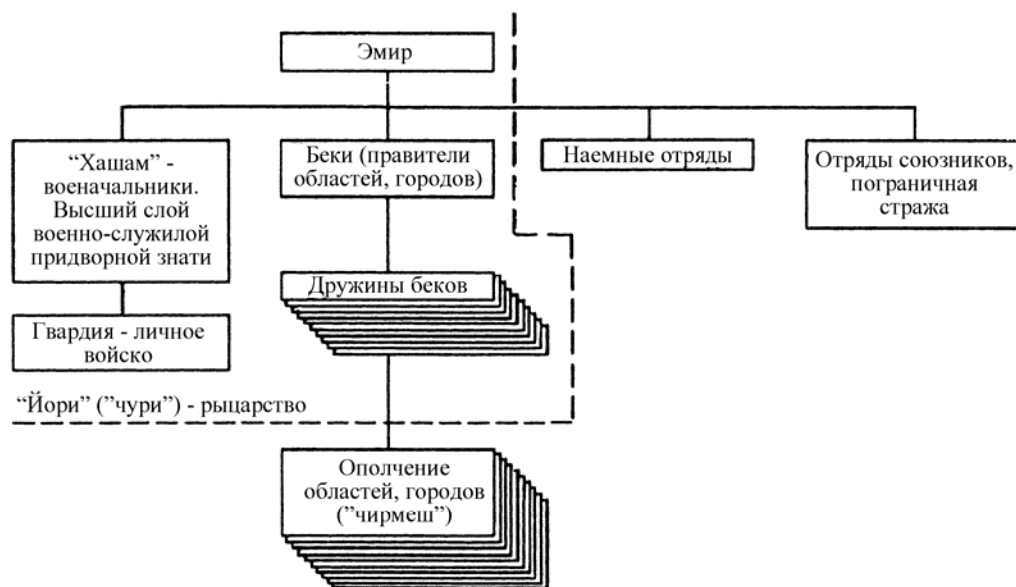 Эмир
“Хашам” -
военачальники.
Высший слой
военно-служилой
придворной знати
Беки (правители
областей, городов)
Наемные отряды
Отряды союзников,
пограничная
стража
Дружины беков
Гвардия - личное
войско
“Йори” (”чури”) - рыцарство
Ополчение
областей, городов
(”чирмеш”)